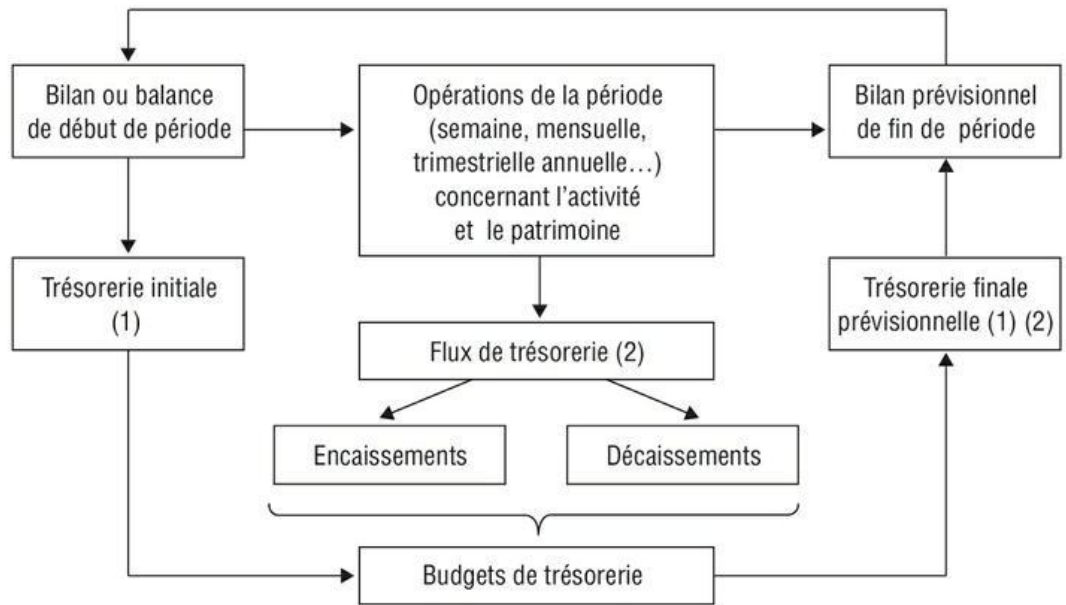 Bilan ou balance
de début de période
Opérations de la période
(semaine, mensuelle,
trimestrielle annuelle…)
concernant l'activité
et le patrimoine
Bilan prévisionnel
de fin de période
Trésorerie initiale
(1)
Trésorerie finale
prévisionnelle (1) (2)
Flux de trésorerie (2)
Encaissements
Décaissements
Budgets de trésorerie